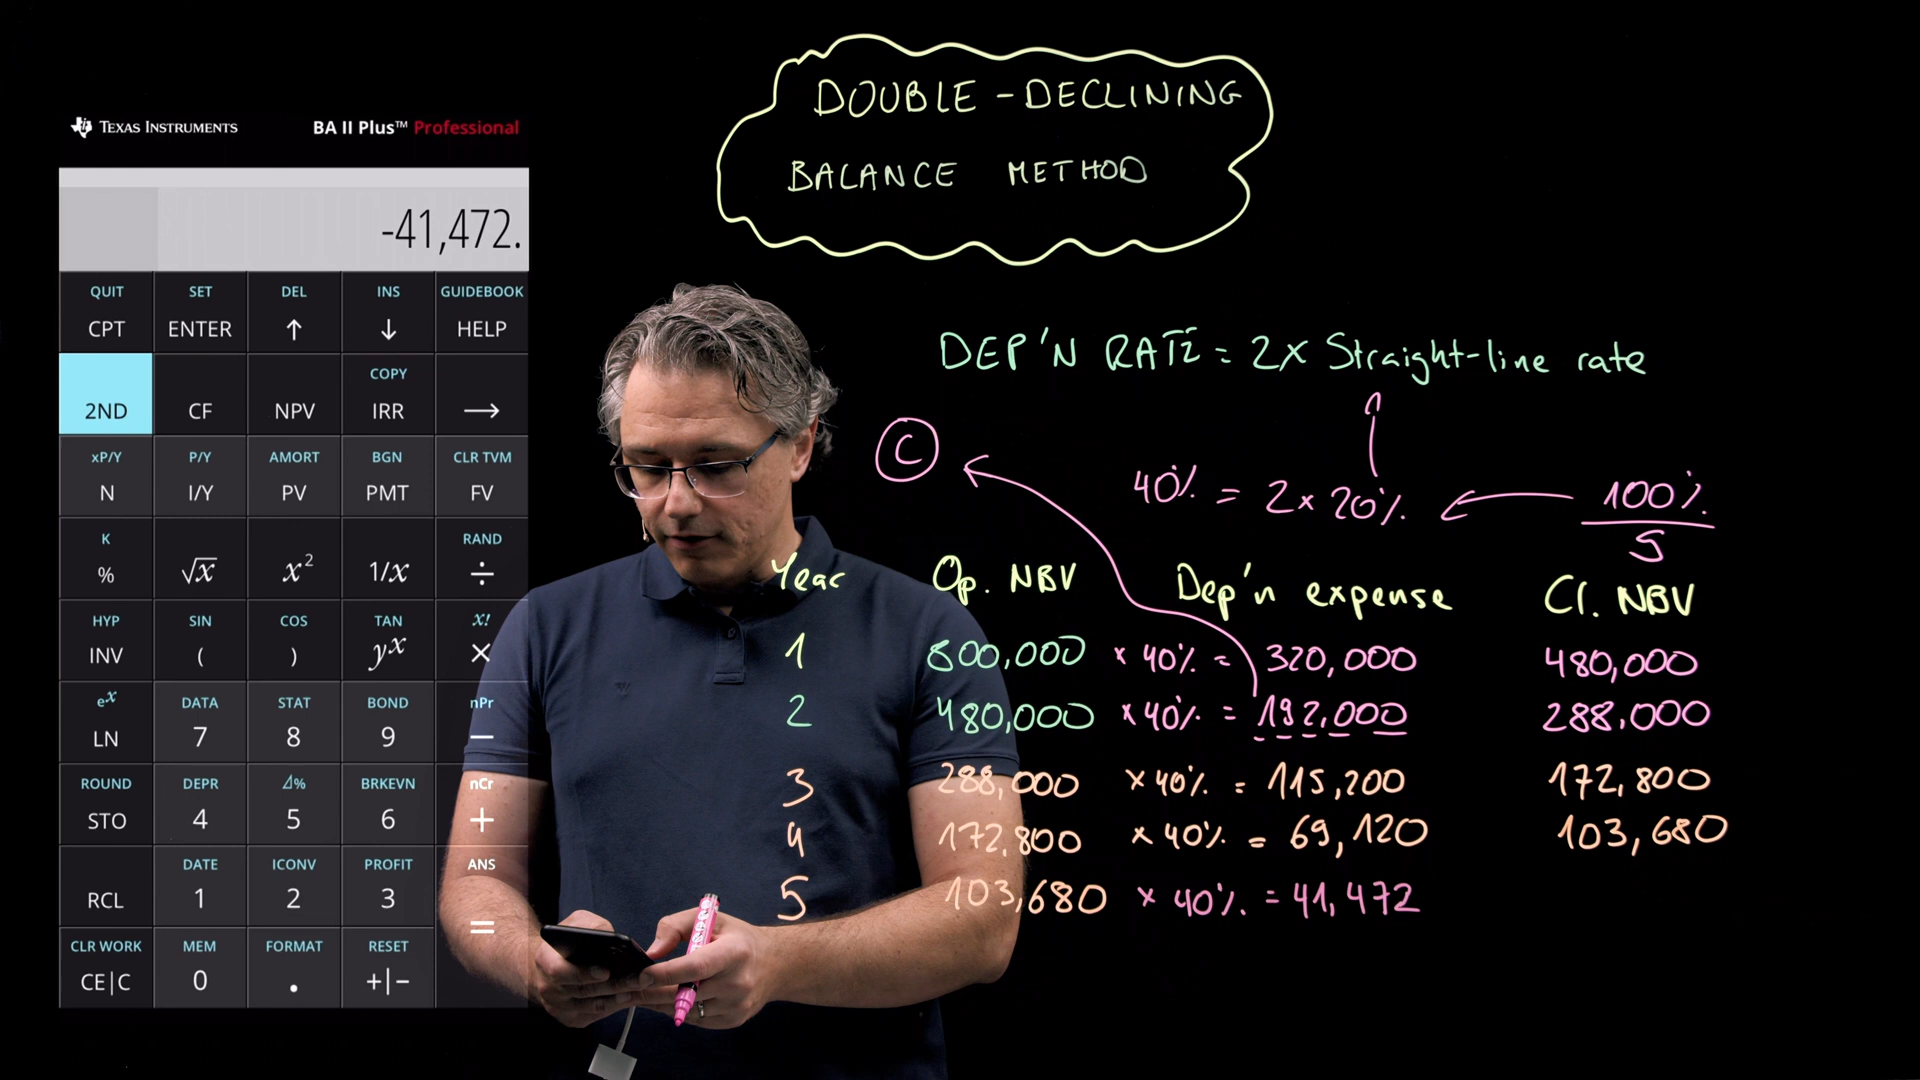 DOUBLE-DECLINING
BALANCE METHOD
TEXAS INSTRUMENTS BA II Plus™ Professional
-41,472.
QUIT SET DEL INS GUIDEBOOK
CPT ENTER ↑ ↓ HELP
COPY
2ND CF NPV IRR →
xP/Y P/Y AMORT BGN CLR TVM
N I/Y PV PMT FV
K RAND
% √x x² 1/x ÷
HYP SIN COS TAN x!
INV ( ) yˣ ×
eˣ DATA STAT BOND nPr
LN 7 8 9 −
ROUND DEPR Δ% BRKEVN nCr
STO 4 5 6 +
DATE ICONV PROFIT ANS
RCL 1 2 3 =
CLR WORK MEM FORMAT RESET
CE|C 0 . +|−
DEP'N RATE = 2x Straight-line rate
C
40% = 2 x 20% ← 100%
5
Year Op. NBV Dep'n expense Cl. NBV
1 800,000 x 40% = 320,000 480,000
2 480,000 x 40% = 192,000 288,000
3 288,000 x 40% = 115,200 172,800
4 172,800 x 40% = 69,120 103,680
5 103,680 x 40% = 41,472